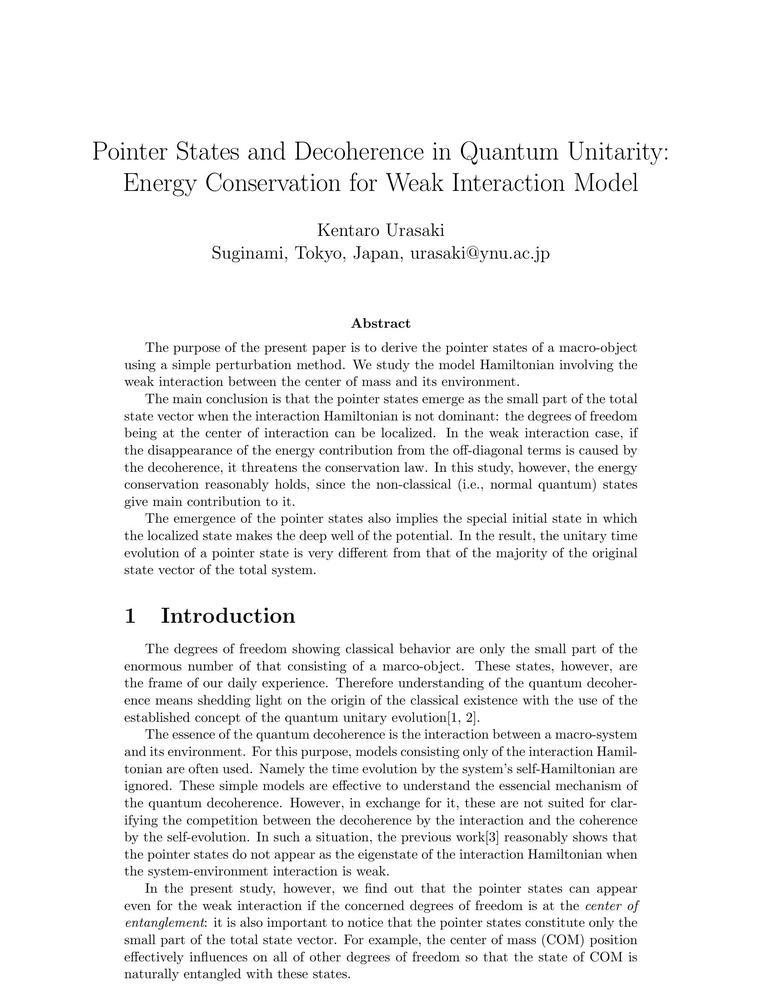 Pointer States and Decoherence in Quantum Unitarity:
Energy Conservation for Weak Interaction Model
Kentaro Urasaki
Suginami, Tokyo, Japan, urasaki@ynu.ac.jp
Abstract
The purpose of the present paper is to derive the pointer states of a macro-object
using a simple perturbation method. We study the model Hamiltonian involving the
weak interaction between the center of mass and its environment.
The main conclusion is that the pointer states emerge as the small part of the total
state vector when the interaction Hamiltonian is not dominant: the degrees of freedom
being at the center of interaction can be localized. In the weak interaction case, if
the disappearance of the energy contribution from the off-diagonal terms is caused by
the decoherence, it threatens the conservation law. In this study, however, the energy
conservation reasonably holds, since the non-classical (i.e., normal quantum) states
give main contribution to it.
The emergence of the pointer states also implies the special initial state in which
the localized state makes the deep well of the potential. In the result, the unitary time
evolution of a pointer state is very different from that of the majority of the original
state vector of the total system.
1 Introduction
The degrees of freedom showing classical behavior are only the small part of the
enormous number of that consisting of a marco-object. These states, however, are
the frame of our daily experience. Therefore understanding of the quantum decoher-
ence means shedding light on the origin of the classical existence with the use of the
established concept of the quantum unitary evolution[1, 2].
The essence of the quantum decoherence is the interaction between a macro-system
and its environment. For this purpose, models consisting only of the interaction Hamil-
tonian are often used. Namely the time evolution by the system's self-Hamiltonian are
ignored. These simple models are effective to understand the essencial mechanism of
the quantum decoherence. However, in exchange for it, these are not suited for clar-
ifying the competition between the decoherence by the interaction and the coherence
by the self-evolution. In such a situation, the previous work[3] reasonably shows that
the pointer states do not appear as the eigenstate of the interaction Hamiltonian when
the system-environment interaction is weak.
In the present study, however, we find out that the pointer states can appear
even for the weak interaction if the concerned degrees of freedom is at the center of
entanglement: it is also important to notice that the pointer states constitute only the
small part of the total state vector. For example, the center of mass (COM) position
effectively influences on all of other degrees of freedom so that the state of COM is
naturally entangled with these states.